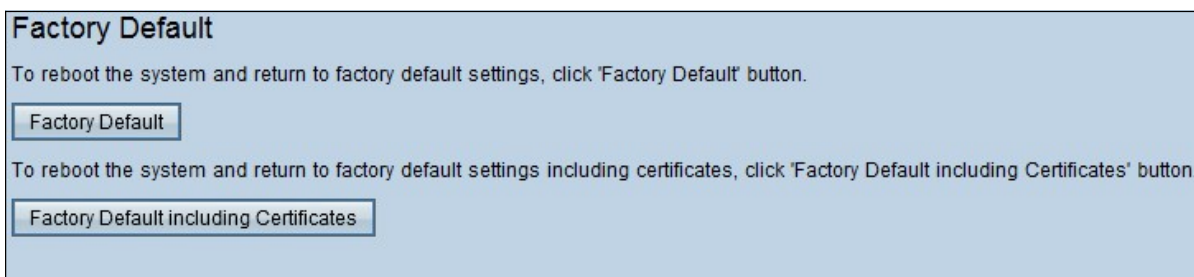 Factory Default
To reboot the system and return to factory default settings, click 'Factory Default' button.
Factory Default
To reboot the system and return to factory default settings including certificates, click 'Factory Default including Certificates' button
Factory Default including Certificates